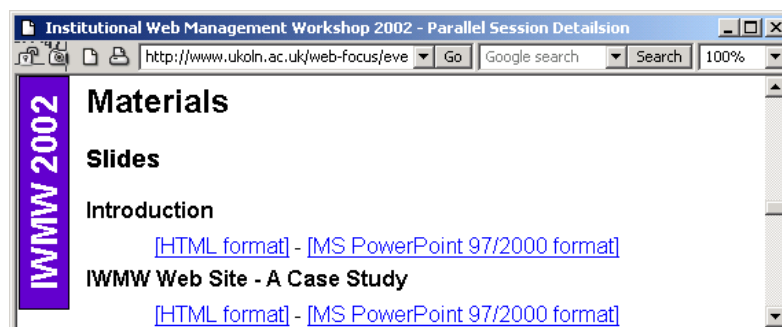 Institutional Web Management Workshop 2002 - Parallel Session Detailsion
http://www.ukoln.ac.uk/web-focus/eve Go Google search Search 100%
IWMW 2002
Materials
Slides
Introduction
[HTML format] - [MS PowerPoint 97/2000 format]
IWMW Web Site - A Case Study
[HTML format] - [MS PowerPoint 97/2000 format]